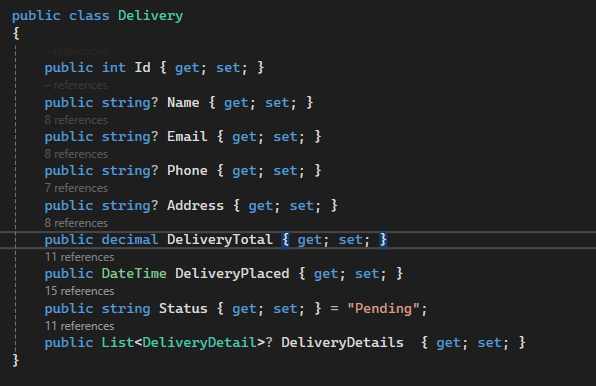 public class Delivery
{
– references
public int Id { get; set; }
– references
public string? Name { get; set; }
8 references
public string? Email { get; set; }
8 references
public string? Phone { get; set; }
7 references
public string? Address { get; set; }
8 references
public decimal DeliveryTotal { get; set; }
11 references
public DateTime DeliveryPlaced { get; set; }
15 references
public string Status { get; set; } = "Pending";
11 references
public List<DeliveryDetail>? DeliveryDetails  { get; set; }
}